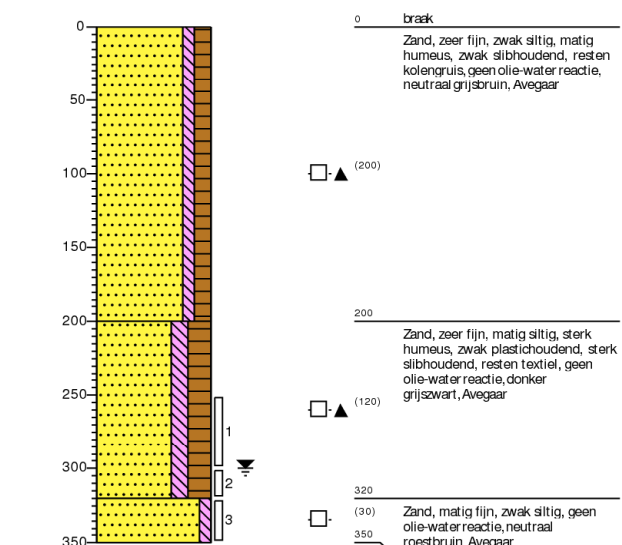 0
50
100
150
200
250
300
350
1
2
3
0 braak
Zand, zeer fijn, zwak siltig, matig
humeus, zwak slibhoudend, resten
kolengruis, geen olie-water reactie,
neutraal grijsbruin, Avegaar
(200)
200
Zand, zeer fijn, matig siltig, sterk
humeus, zwak plastichoudend, sterk
slibhoudend, resten textiel, geen
olie-water reactie, donker
grijszwart, Avegaar
(120)
320
Zand, matig fijn, zwak siltig, geen
(30)
olie-water reactie, neutraal
350
roestbruin, Avegaar